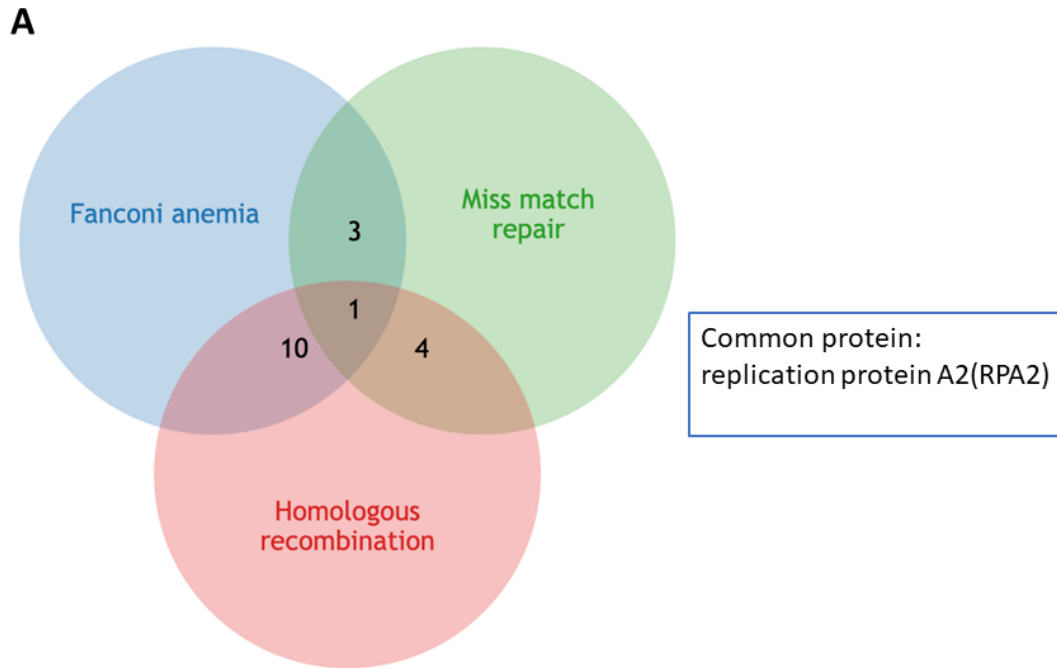 A
Fanconi anemia
Miss match
repair
3
1
10
4
Common protein:
replication protein A2(RPA2)
Homologous
recombination